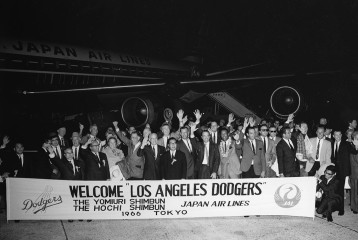 JAPAN AIR LINES
Dodgers
WELCOME "LOS ANGELES DODGERS"
THE YOMIURI SHIMBUN
THE HOCHI SHIMBUN
JAPAN AIR LINES
1966 TOKYO
JAL